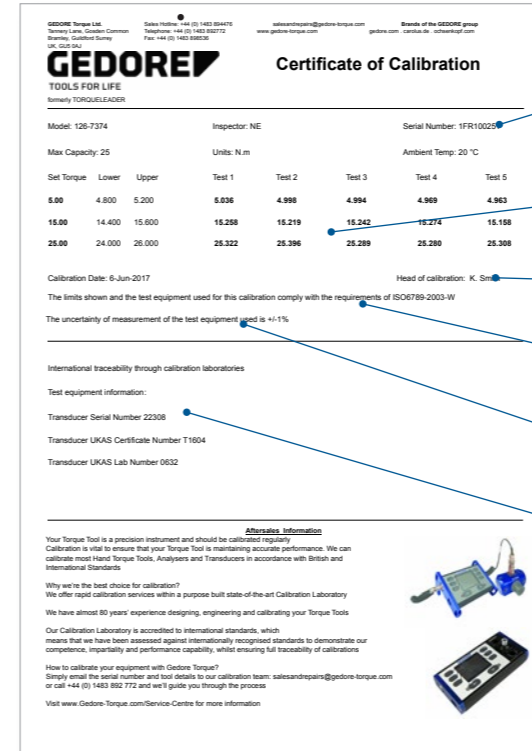 GEDORE Torque Ltd.
Tannery Lane, Gosden Common
Bramley, Guildford Surrey
UK, GU5 0AJ
Sales Hotline: +44 (0) 1483 894476
Telephone: +44 (0) 1483 892772
Fax: +44 (0) 1483 898536
salesandrepairs@gedore-torque.com
www.gedore-torque.com
Brands of the GEDORE group
gedore.com . carolus.de . ochsenkopf.com
GEDORE
TOOLS FOR LIFE
formerly TORQUELEADER
Certificate of Calibration
Model: 126-7374 Inspector: NE Serial Number: 1FR10025
Max Capacity: 25 Units: N.m Ambient Temp: 20 °C
Set Torque Lower Upper Test 1 Test 2 Test 3 Test 4 Test 5
5.00 4.800 5.200 5.036 4.998 4.994 4.969 4.963
15.00 14.400 15.600 15.258 15.219 15.242 15.274 15.158
25.00 24.000 26.000 25.322 25.396 25.289 25.280 25.308
Calibration Date: 6-Jun-2017 Head of calibration: K. Smith
The limits shown and the test equipment used for this calibration comply with the requirements of ISO6789-2003-W
The uncertainty of measurement of the test equipment used is +/-1%
International traceability through calibration laboratories
Test equipment information:
Transducer Serial Number 22308
Transducer UKAS Certificate Number T1604
Transducer UKAS Lab Number 0632
Aftersales Information
Your Torque Tool is a precision instrument and should be calibrated regularly
Calibration is vital to ensure that your Torque Tool is maintaining accurate performance. We can
calibrate most Hand Torque Tools, Analysers and Transducers in accordance with British and
International Standards
Why we're the best choice for calibration?
We offer rapid calibration services within a purpose built state-of-the-art Calibration Laboratory
We have almost 80 years' experience designing, engineering and calibrating your Torque Tools
Our Calibration Laboratory is accredited to international standards, which
means that we have been assessed against internationally recognised standards to demonstrate our
competence, impartiality and performance capability, whilst ensuring full traceability of calibrations
How to calibrate your equipment with Gedore Torque?
Simply email the serial number and tool details to our calibration team: salesandrepairs@gedore-torque.com
or call +44 (0) 1483 892 772 and we'll guide you through the process
Visit www.Gedore-Torque.com/Service-Centre for more information